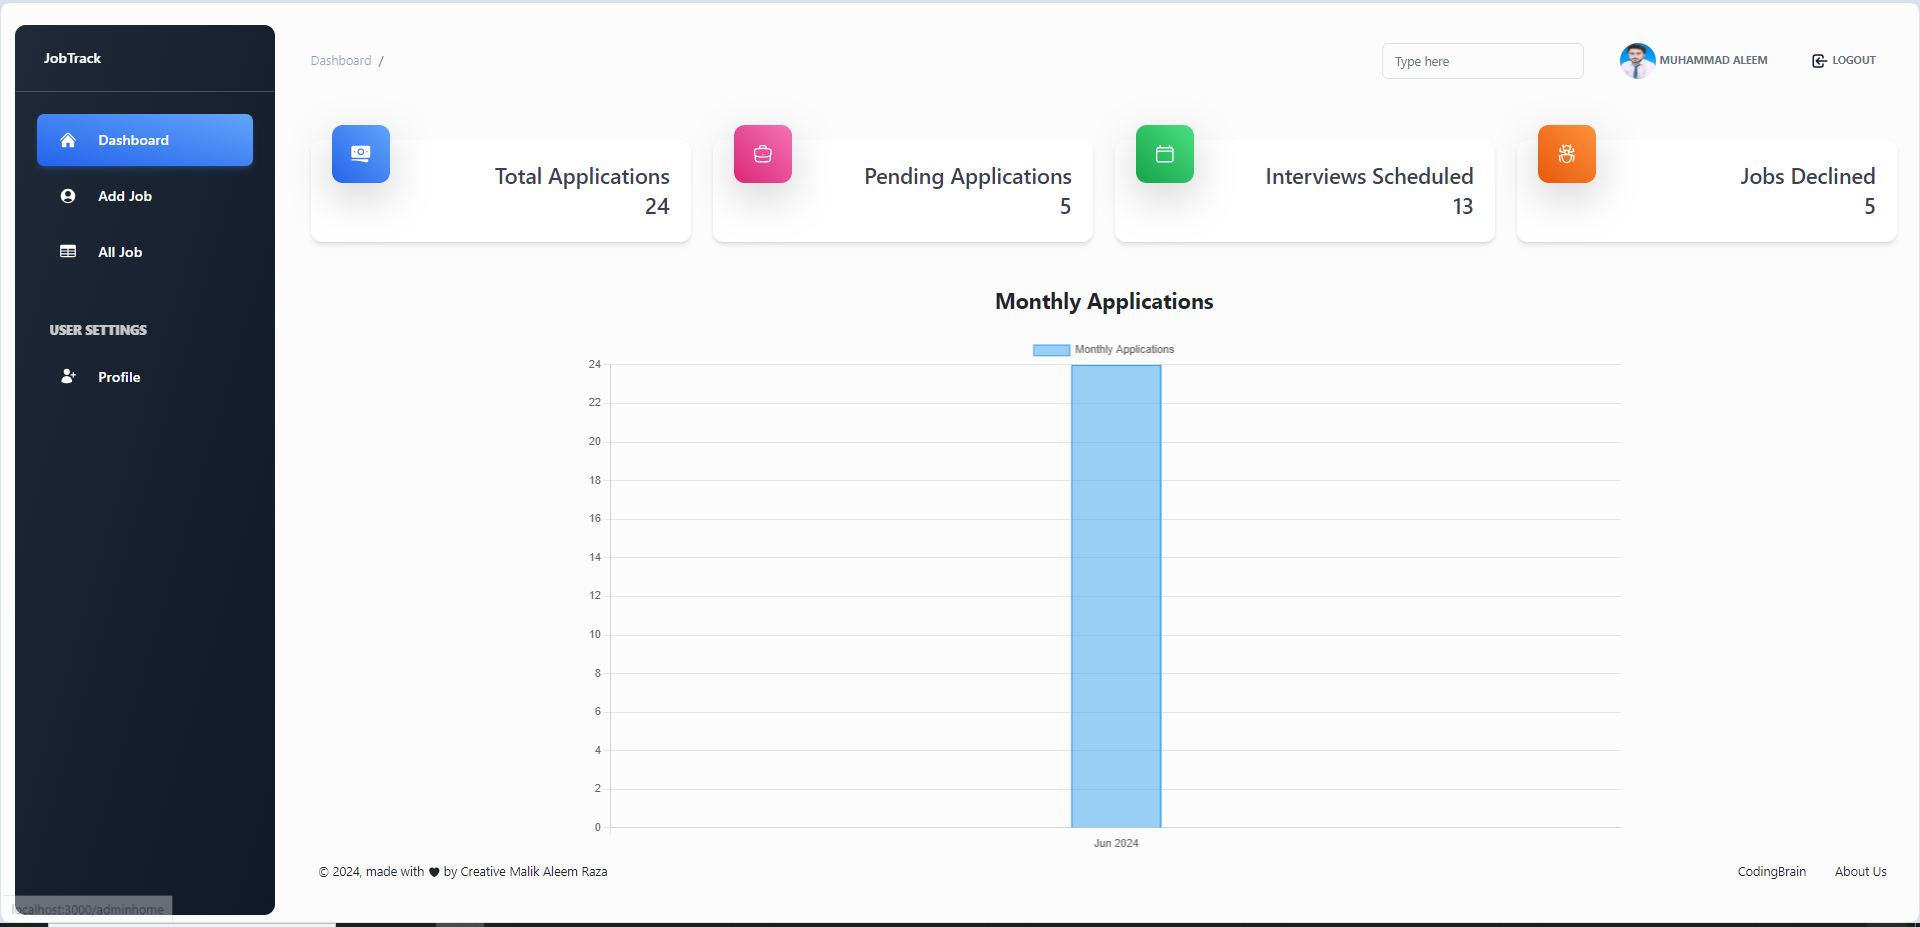 JobTrack
Dashboard
Add Job
All Job
USER SETTINGS
Profile
Dashboard /
Type here
MUHAMMAD ALEEM
LOGOUT
Total Applications
24
Pending Applications
5
Interviews Scheduled
13
Jobs Declined
5
Monthly Applications
Monthly Applications
24
22
20
18
16
14
12
10
8
6
4
2
0
Jun 2024
© 2024, made with ♥ by Creative Malik Aleem Raza
CodingBrain
About Us
localhost:3000/adminhome